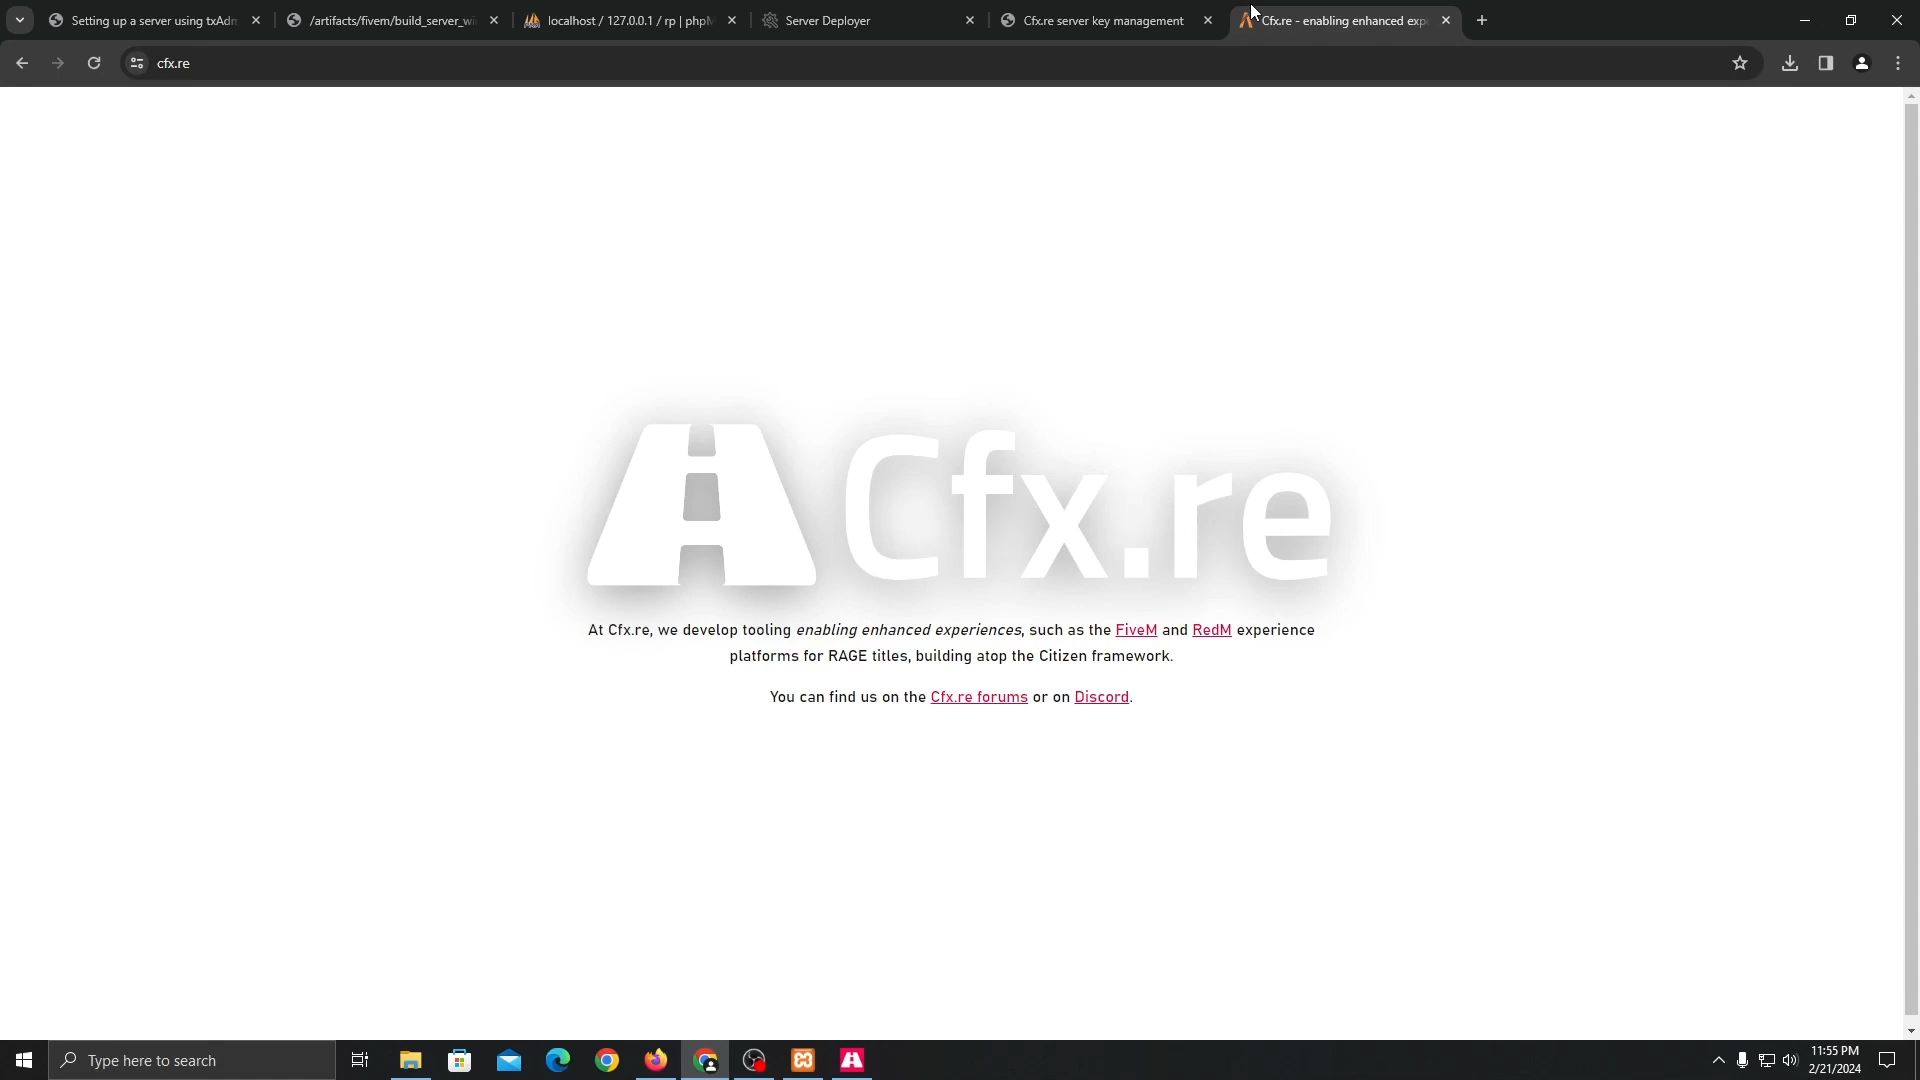 Setting up a server using txAdm
/artifacts/fivem/build_server_wi
localhost / 127.0.0.1 / rp | phpM
Server Deployer
Cfx.re server key management
Cfx.re - enabling enhanced exp
cfx.re
Cfx.re
At Cfx.re, we develop tooling enabling enhanced experiences, such as the FiveM and RedM experience
platforms for RAGE titles, building atop the Citizen framework.
You can find us on the Cfx.re forums or on Discord.
Type here to search
11:55 PM
2/21/2024